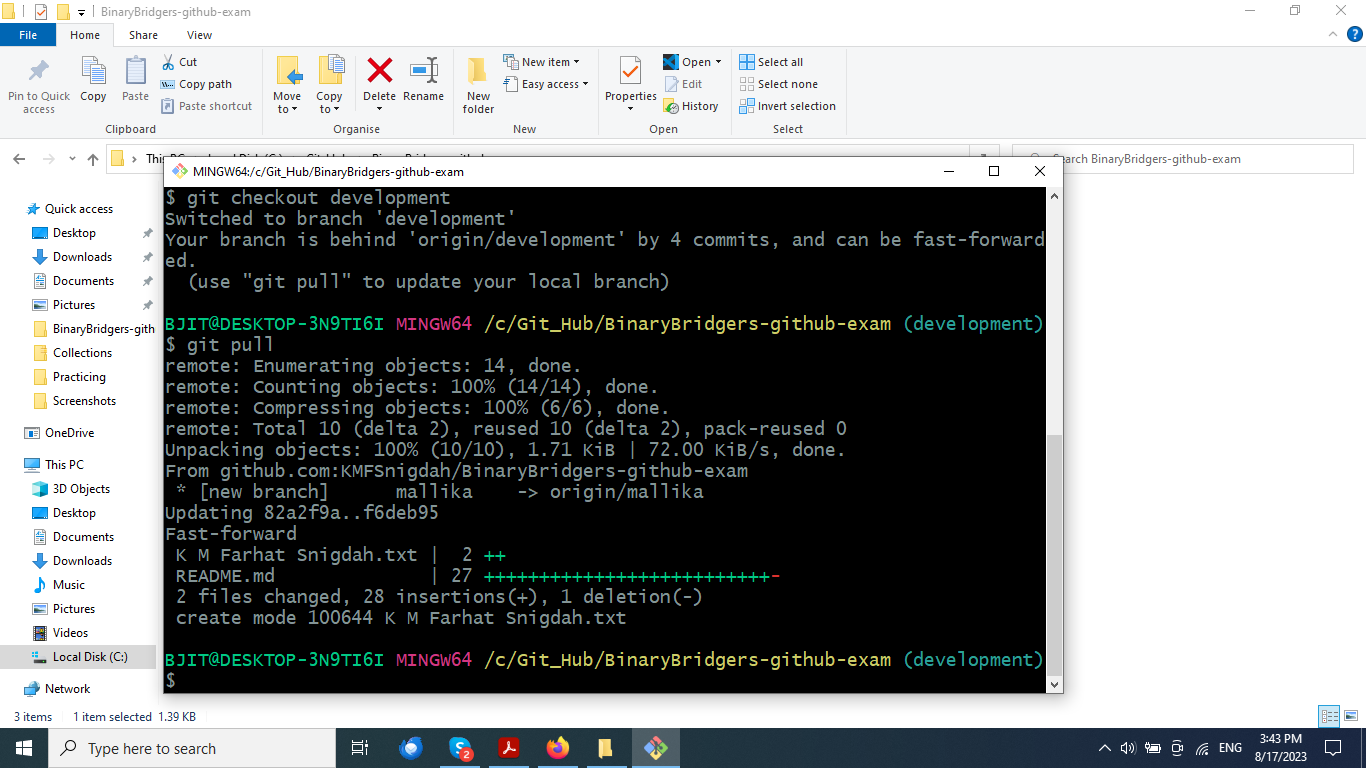 BinaryBridgers-github-exam
File Home Share View
Pin to Quick access
Copy
Paste
Cut
Copy path
Paste shortcut
Clipboard
Move to
Copy to
Delete
Rename
Organise
New folder
New item
Easy access
New
Properties
Open
Edit
History
Open
Select all
Select none
Invert selection
Select
Search BinaryBridgers-github-exam
Quick access
Desktop
Downloads
Documents
Pictures
BinaryBridgers-gith
Collections
Practicing
Screenshots
OneDrive
This PC
3D Objects
Desktop
Documents
Downloads
Music
Pictures
Videos
Local Disk (C:)
Network
MINGW64:/c/Git_Hub/BinaryBridgers-github-exam
$ git checkout development
Switched to branch 'development'
Your branch is behind 'origin/development' by 4 commits, and can be fast-forward
ed.
  (use "git pull" to update your local branch)
BJIT@DESKTOP-3N9TI6I MINGW64 /c/Git_Hub/BinaryBridgers-github-exam (development)
$ git pull
remote: Enumerating objects: 14, done.
remote: Counting objects: 100% (14/14), done.
remote: Compressing objects: 100% (6/6), done.
remote: Total 10 (delta 2), reused 10 (delta 2), pack-reused 0
Unpacking objects: 100% (10/10), 1.71 KiB | 72.00 KiB/s, done.
From github.com:KMFSnigdah/BinaryBridgers-github-exam
 * [new branch]      mallika    -> origin/mallika
Updating 82a2f9a..f6deb95
Fast-forward
 K M Farhat Snigdah.txt |  2 ++
 README.md              | 27 ++++++++++++++++++++++++++-
 2 files changed, 28 insertions(+), 1 deletion(-)
 create mode 100644 K M Farhat Snigdah.txt
BJIT@DESKTOP-3N9TI6I MINGW64 /c/Git_Hub/BinaryBridgers-github-exam (development)
$
3 items 1 item selected 1.39 KB
Type here to search
2
ENG
3:43 PM
8/17/2023